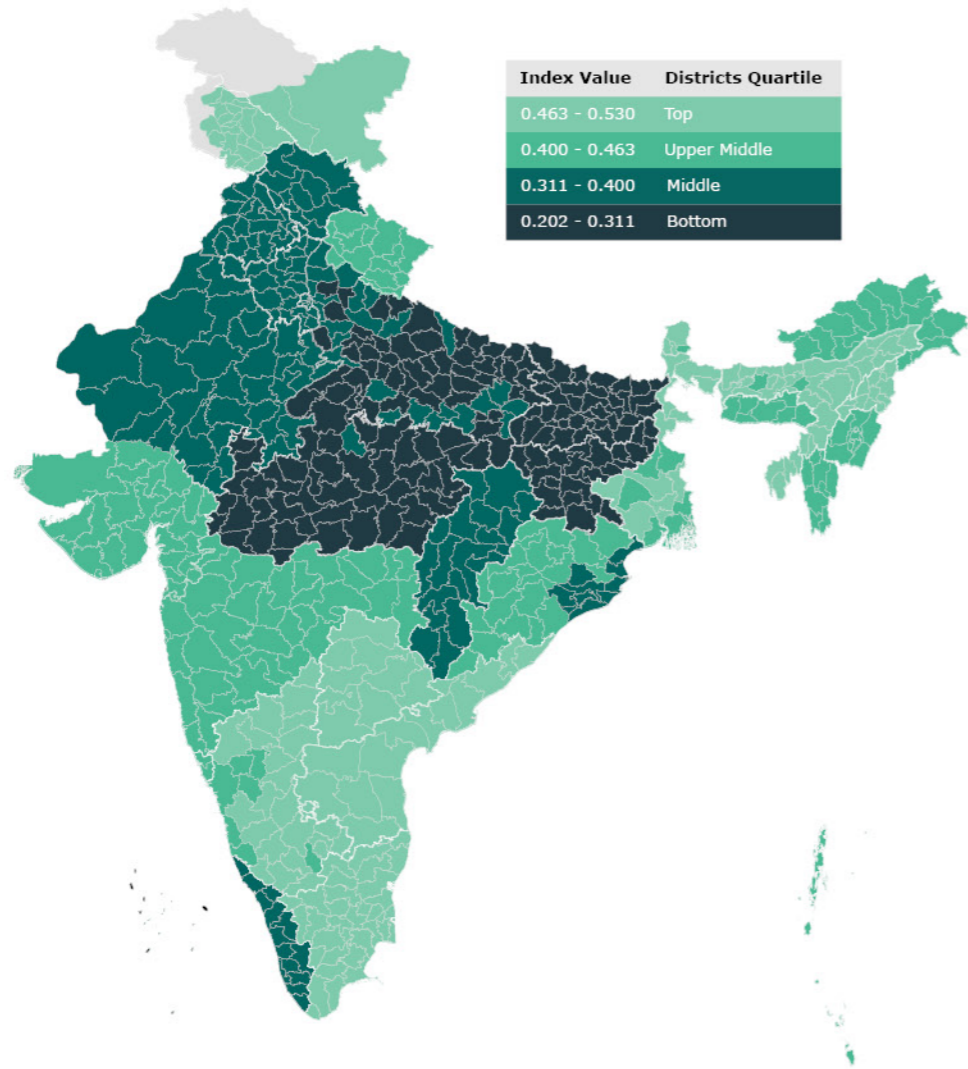 Index Value Districts Quartile
0.463 - 0.530 Top
0.400 - 0.463 Upper Middle
0.311 - 0.400 Middle
0.202 - 0.311 Bottom